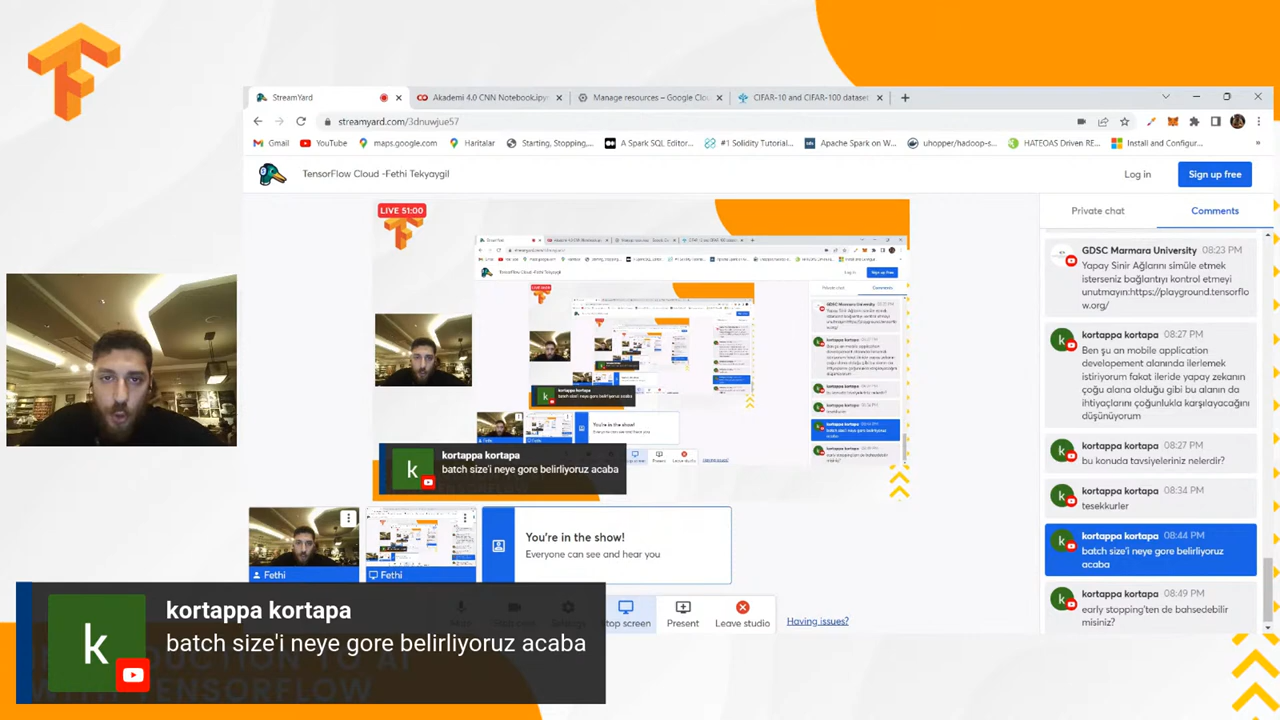 StreamYard
Akademi 4.0 CNN Notebook.ipyn
Manage resources – Google Clou
CIFAR-10 and CIFAR-100 dataset
streamyard.com/3dnuwjue57
Gmail
YouTube
maps.google.com
Haritalar
Starting, Stopping,...
A Spark SQL Editor...
#1 Solidity Tutorial...
Apache Spark on W...
uhopper/hadoop-s...
HATEOAS Driven RE...
Install and Configur...
TensorFlow Cloud -Fethi Tekyaygil
Log in
Sign up free
Private chat
Comments
LIVE 51:00
GDSC Marmara University 08:23 PM
Yapay Sinir Ağlarını simüle etmek
isterseniz bağlantıyı kontrol etmeyi
unutmayın:https://playground.tensorflo
w.org/
kortappa kortapa
Ben şu an mobile application
development alanında ilerlemek
istiyorum fakat ileride yapay zekanın
çoğu alana olduğu gibi bu alanın da
ihtiyaçlarını çoğunlukla karşılayacağını
düşünüyorum
kortappa kortapa 08:27 PM
bu konuda tavsiyeleriniz nelerdir?
kortappa kortapa 08:34 PM
tesekkurler
kortappa kortapa 08:44 PM
batch size'i neye gore belirliyoruz
acaba
kortappa kortapa 08:49 PM
early stopping'ten de bahsedebilir
misiniz?
kortappa kortapa
batch size'i neye gore belirliyoruz acaba
You're in the show!
Everyone can see and hear you
Fethi
Fethi
Stop screen
Present
Leave studio
Having issues?
k
kortappa kortapa
batch size'i neye gore belirliyoruz acaba
WITH TENSORFLOW